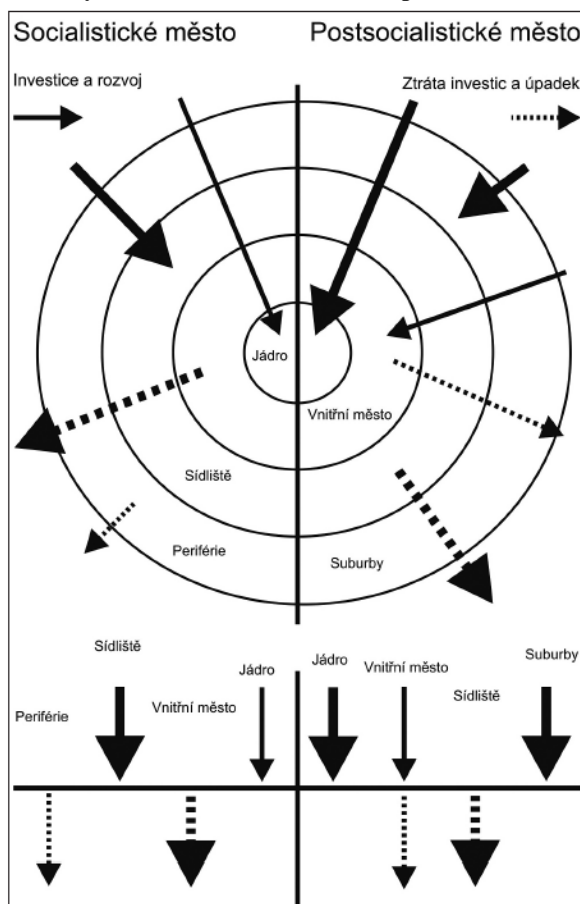 Socialistické město
Postsocialistické město
Investice a rozvoj
Ztráta investic a úpadek
Jádro
Vnitřní město
Sídliště
Periférie
Suburby
Sídliště
Jádro
Vnitřní město
Periférie
Jádro
Vnitřní město
Sídliště
Suburby